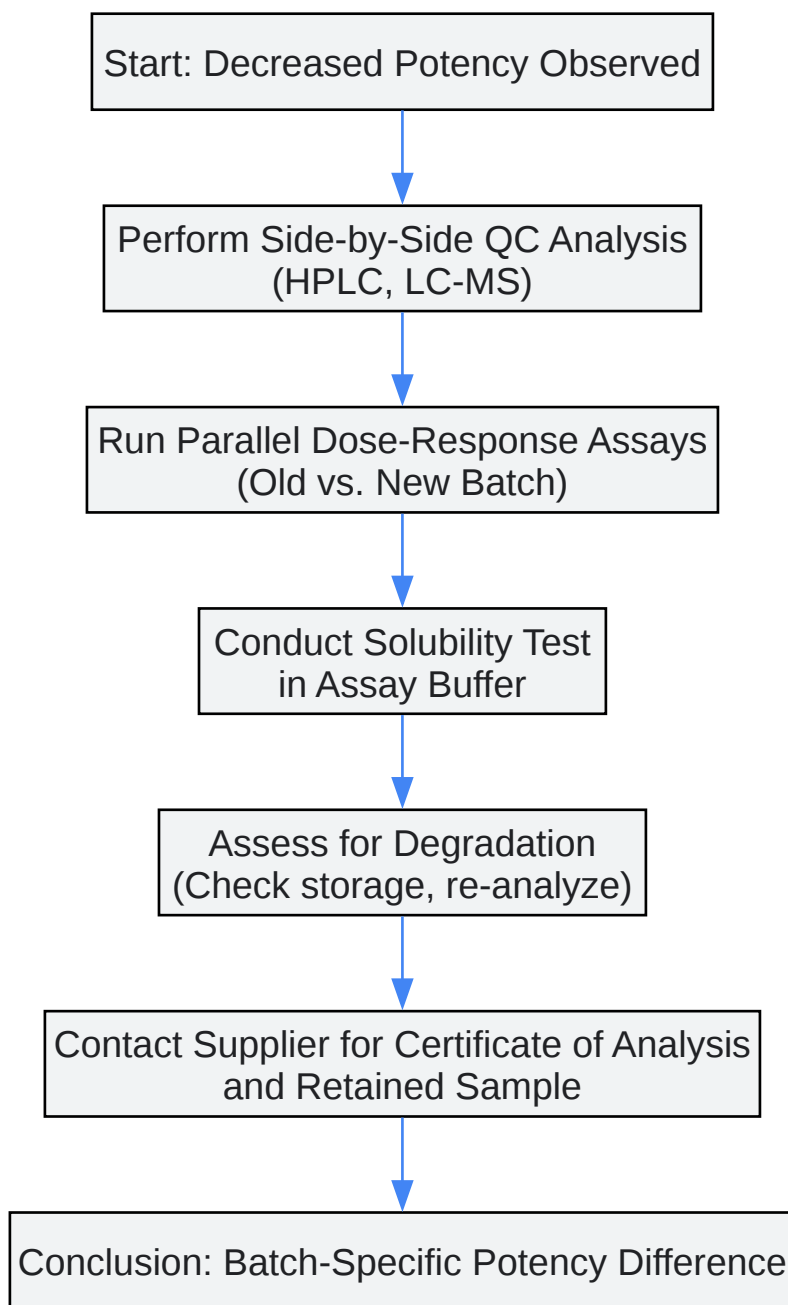 Start: Decreased Potency Observed
Perform Side-by-Side QC Analysis
(HPLC, LC-MS)
Run Parallel Dose-Response Assays
(Old vs. New Batch)
Conduct Solubility Test
in Assay Buffer
Assess for Degradation
(Check storage, re-analyze)
Contact Supplier for Certificate of Analysis
and Retained Sample
Conclusion: Batch-Specific Potency Difference